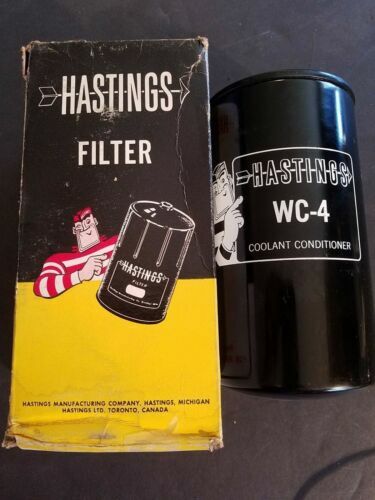 HASTINGS
FILTER
HASTINGS
FILTER
HASTINGS MANUFACTURING COMPANY, HASTINGS, MICHIGAN
HASTINGS LTD. TORONTO, CANADA
HASTINGS
WC-4
COOLANT CONDITIONER